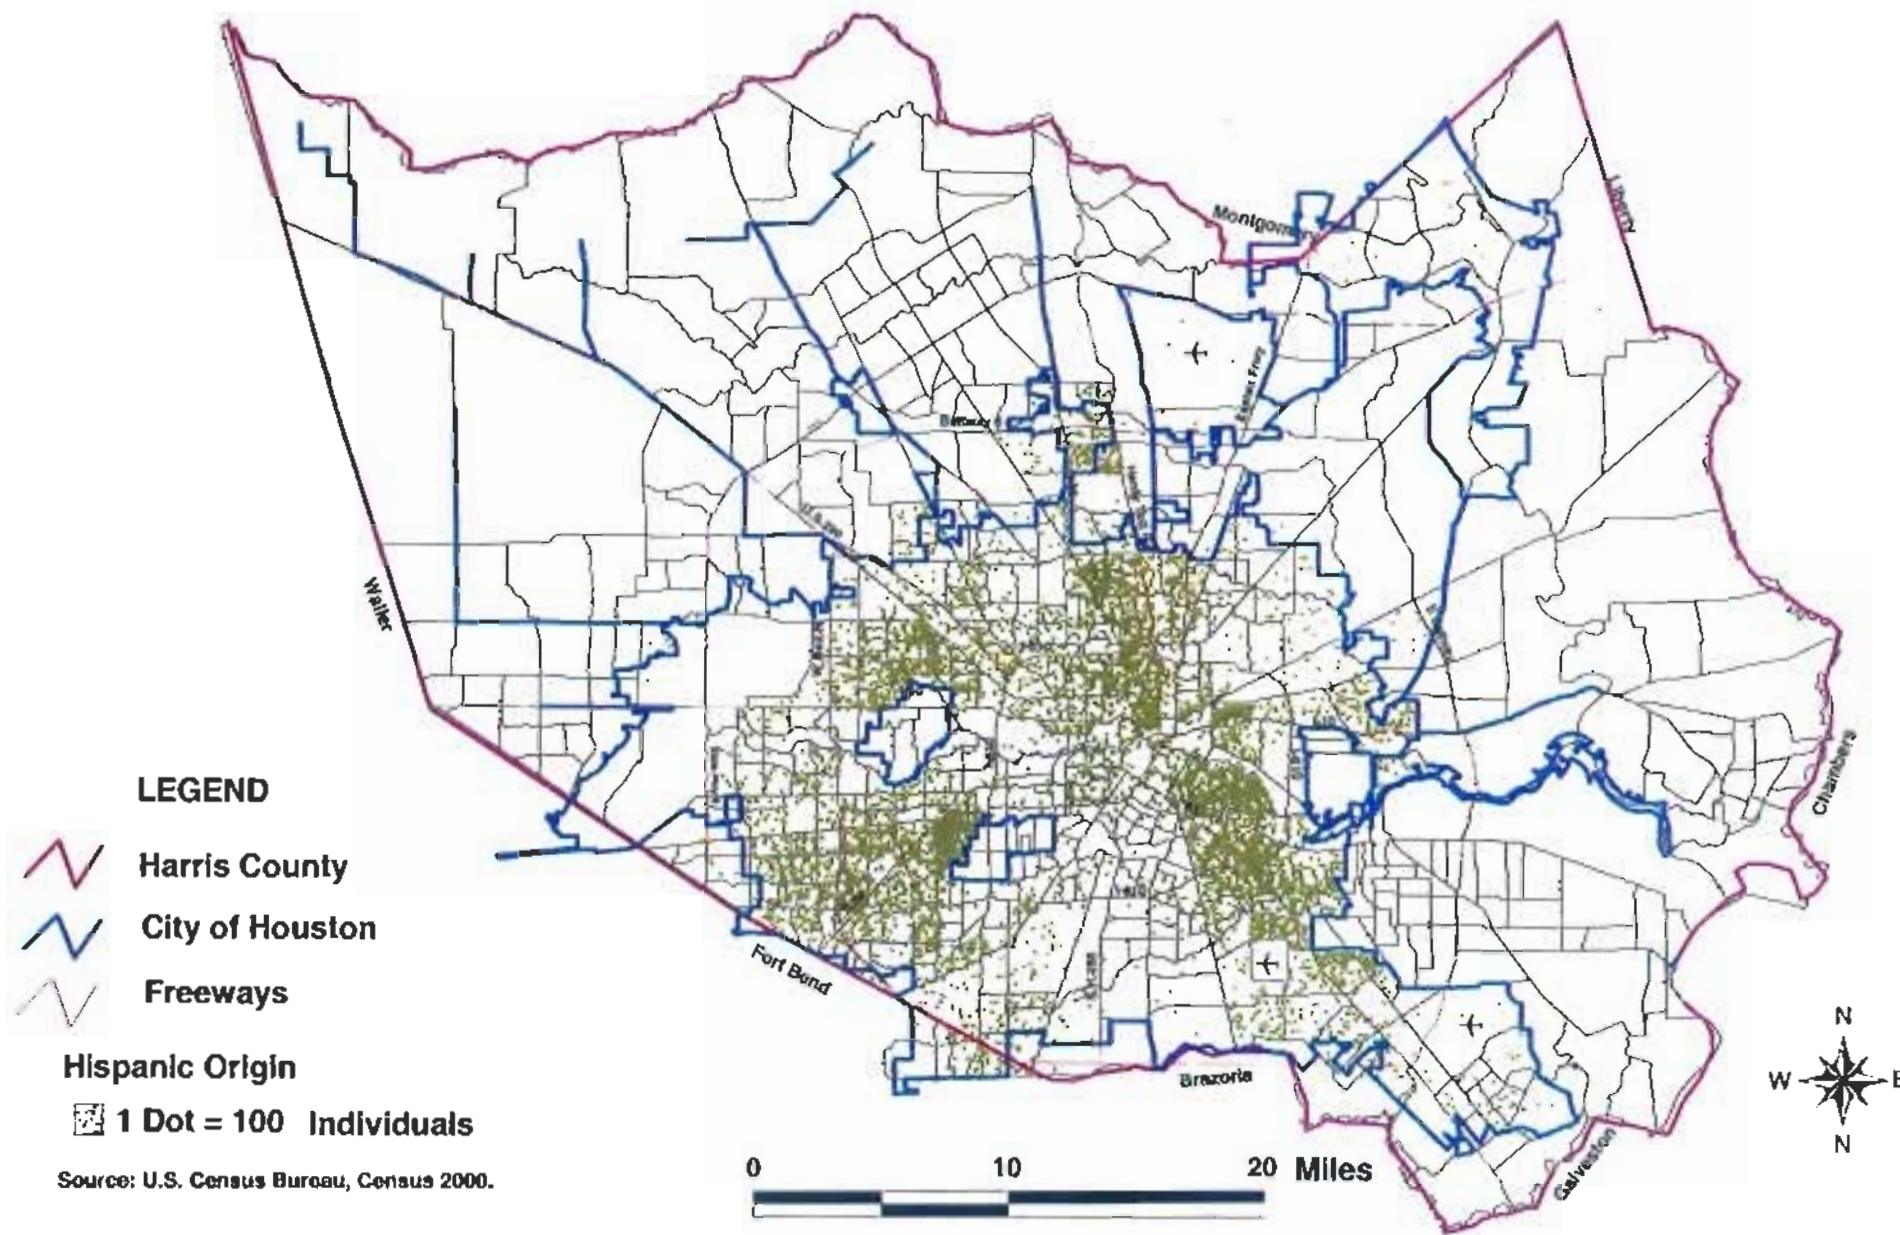 Montgomery
Liberty
Waller
Chambers
Fort Bend
Brazoria
Galveston
LEGEND
Harris County
City of Houston
Freeways
Hispanic Origin
1 Dot = 100 Individuals
Source: U.S. Census Bureau, Census 2000.
0 10 20 Miles
N
W E
N